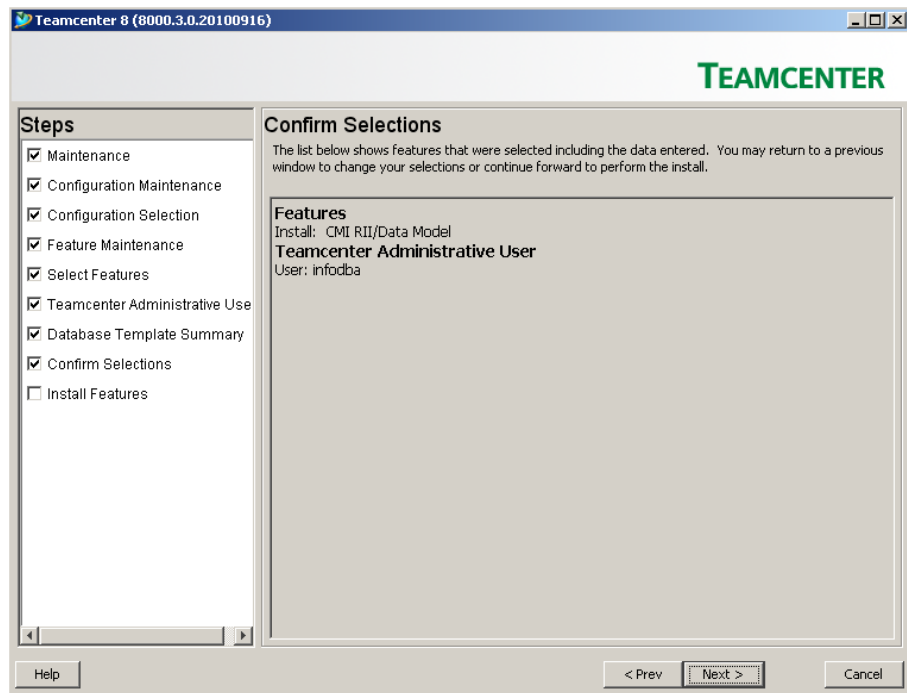 Teamcenter 8 (8000.3.0.20100916)
TEAMCENTER
Steps
Maintenance
Configuration Maintenance
Configuration Selection
Feature Maintenance
Select Features
Teamcenter Administrative Use
Database Template Summary
Confirm Selections
Install Features
Confirm Selections
The list below shows features that were selected including the data entered. You may return to a previous
window to change your selections or continue forward to perform the install.
Features
Install: CMI RII/Data Model
Teamcenter Administrative User
User: infodba
Help
< Prev
Next >
Cancel